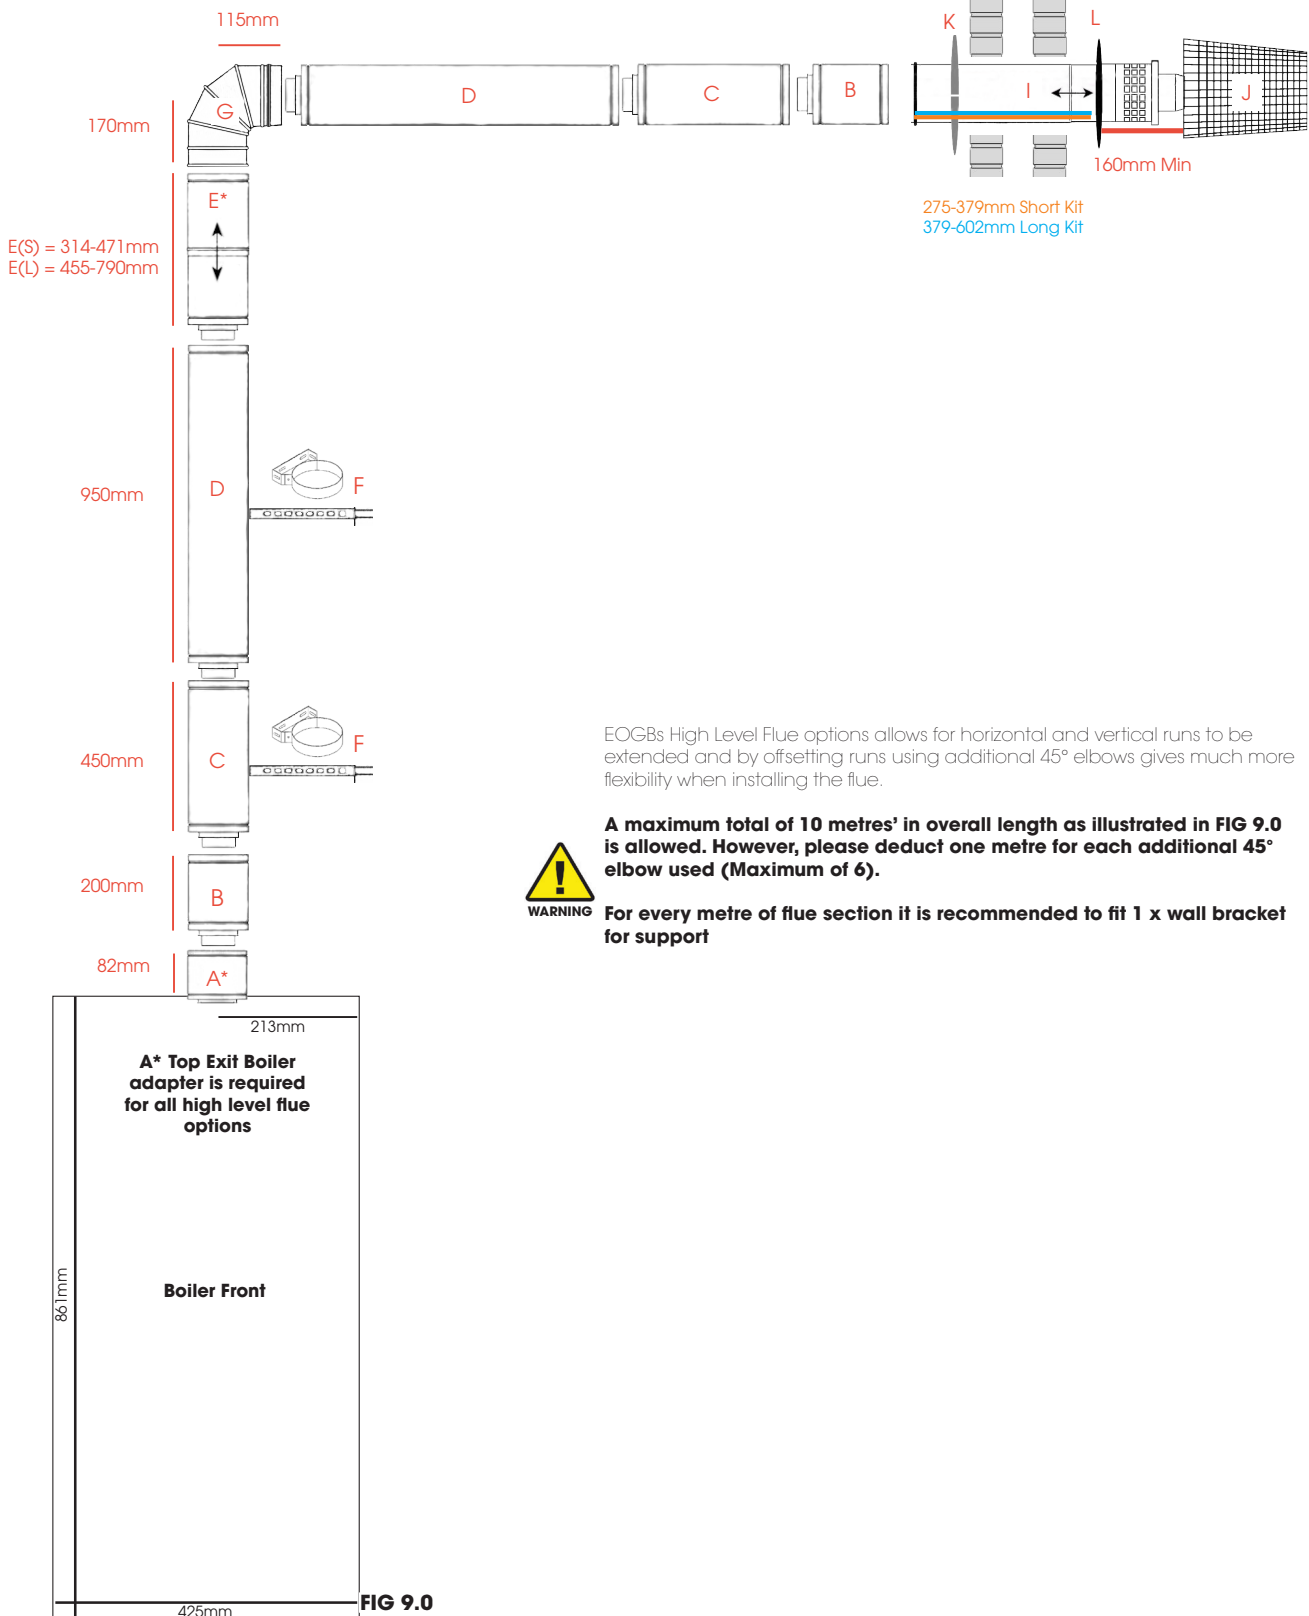 115mm
K
L
G
D
C
B
I
J
170mm
160mm Min
E*
275-379mm Short Kit
379-602mm Long Kit
E(S) = 314-471mm
E(L) = 455-790mm
950mm
D
F
450mm
C
F
EOGBs High Level Flue options allows for horizontal and vertical runs to be
extended and by offsetting runs using additional 45° elbows gives much more
flexibility when installing the flue.
A maximum total of 10 metres’ in overall length as illustrated in FIG 9.0
is allowed. However, please deduct one metre for each additional 45°
elbow used (Maximum of 6).
WARNING
For every metre of flue section it is recommended to fit 1 x wall bracket
for support
200mm
B
82mm
A*
213mm
A* Top Exit Boiler
adapter is required
for all high level flue
options
861mm
Boiler Front
425mm
FIG 9.0